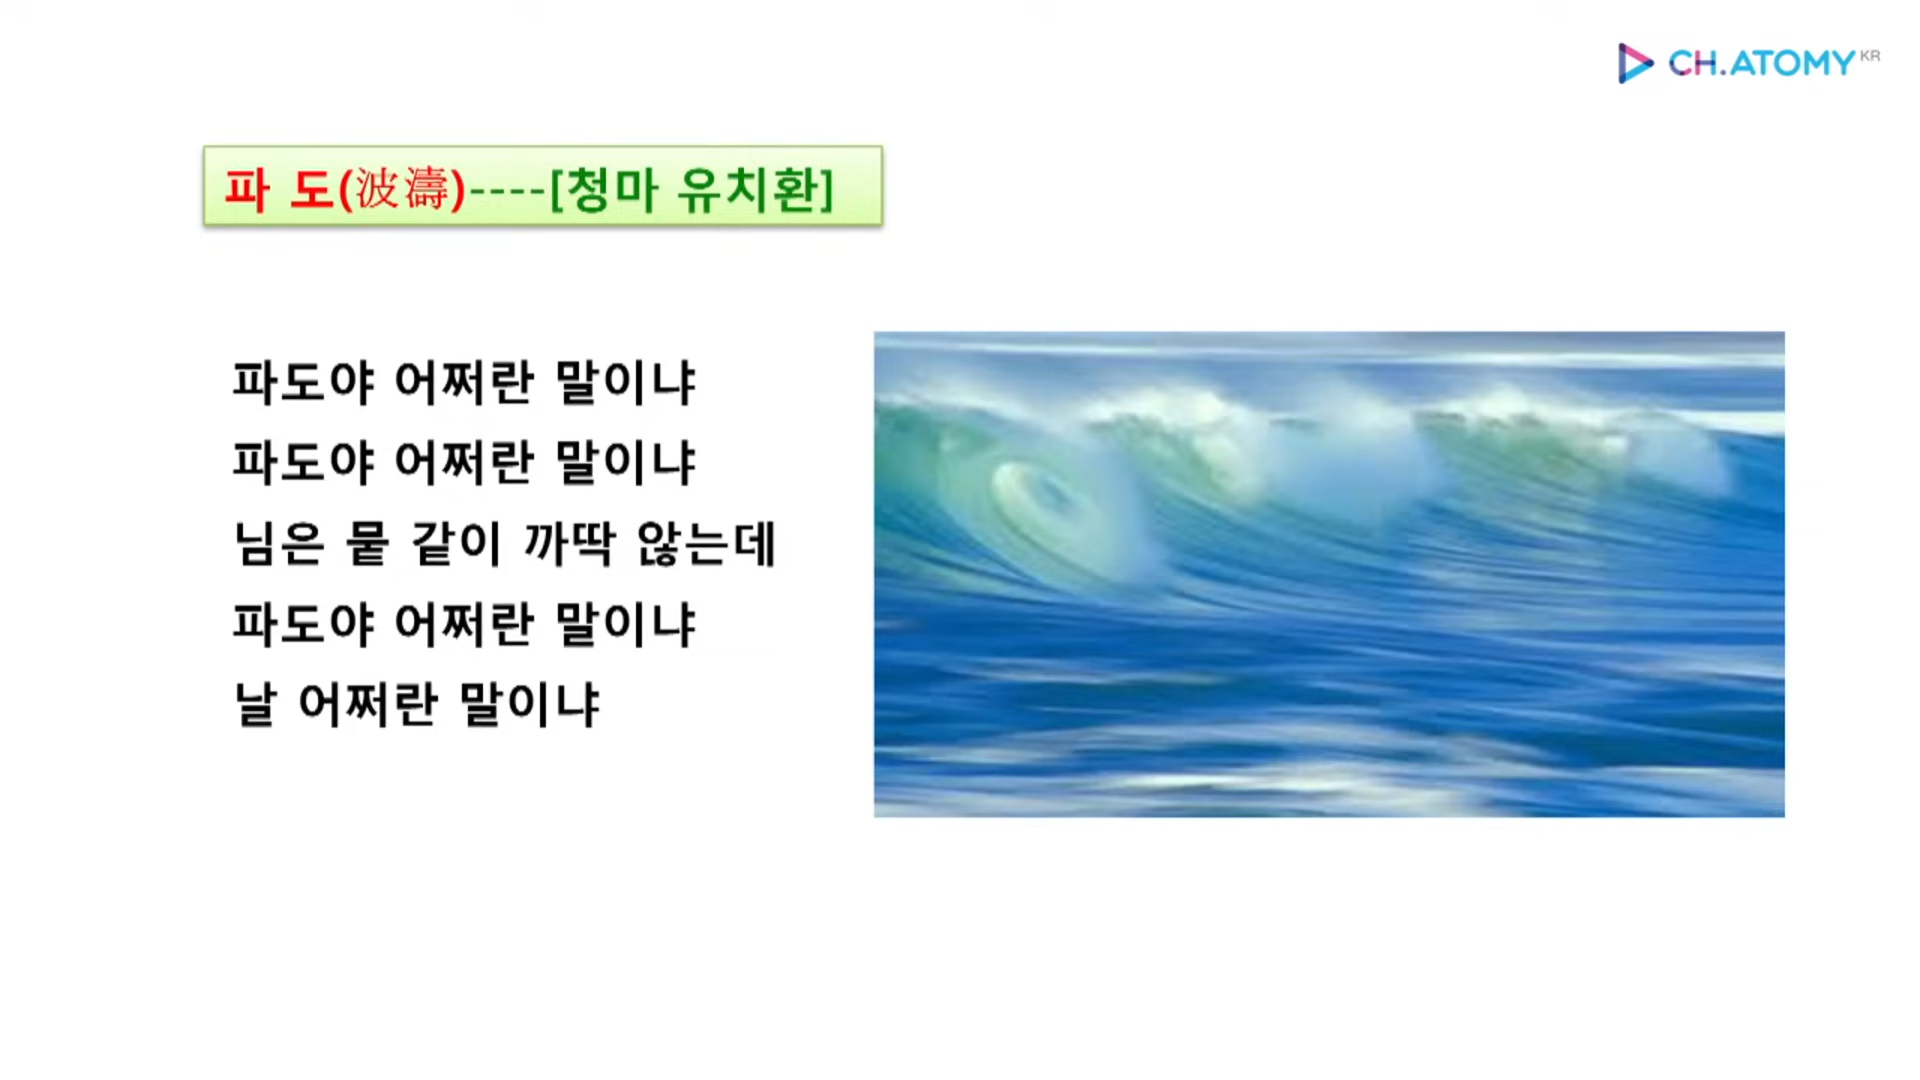 CH.ATOMY KR
파 도(波濤)----[청마 유치환]
파도야 어쩌란 말이냐
파도야 어쩌란 말이냐
님은 뭍 같이 까딱 않는데
파도야 어쩌란 말이냐
날 어쩌란 말이냐